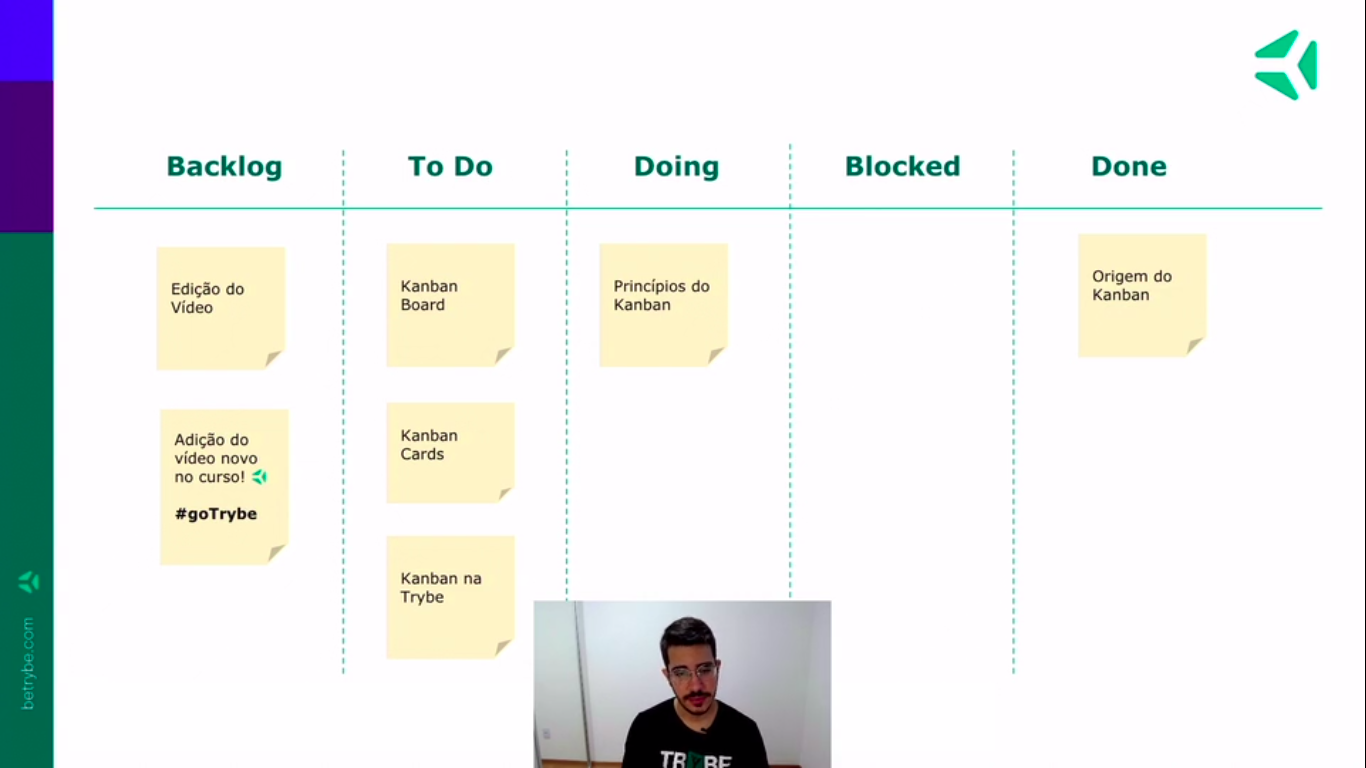 Backlog
To Do
Doing
Blocked
Done
Edição do
Vídeo
Adição do
vídeo novo
no curso!
#goTrybe
Kanban
Board
Kanban
Cards
Kanban na
Trybe
Princípios do
Kanban
Origem do
Kanban
betrybe.com
TRYBE